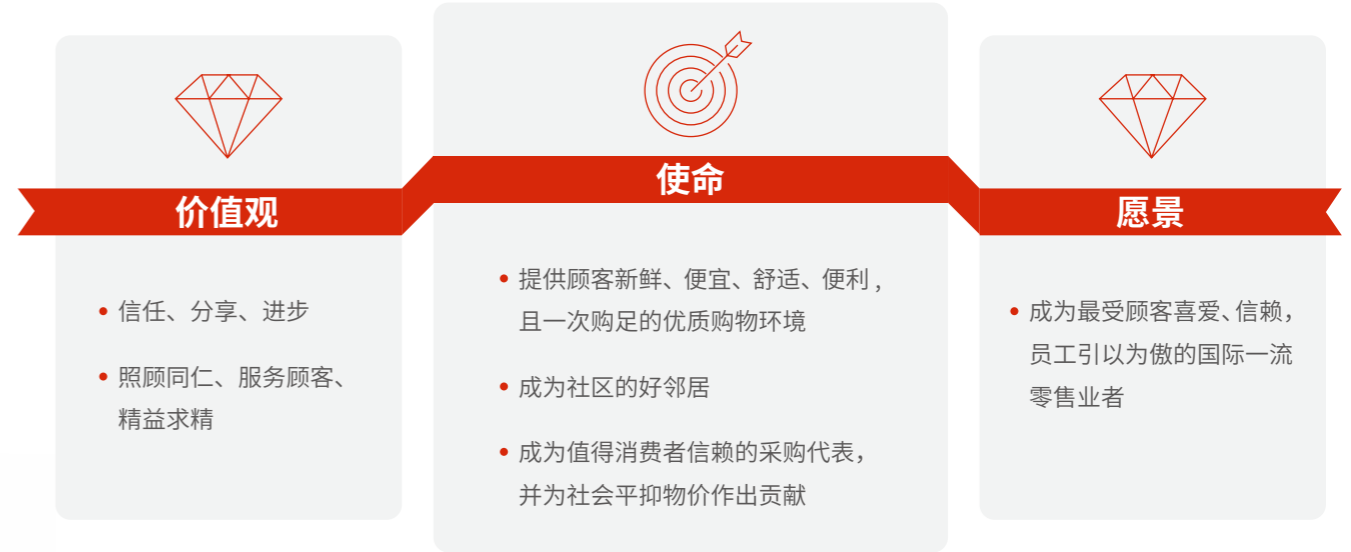 价值观
• 信任、分享、进步
• 照顾同仁、服务顾客、
精益求精
使命
• 提供顾客新鲜、便宜、舒适、便利，
且一次购足的优质购物环境
• 成为社区的好邻居
• 成为值得消费者信赖的采购代表，
并为社会平抑物价作出贡献
愿景
• 成为最受顾客喜爱、信赖，
员工引以为傲的国际一流
零售业者